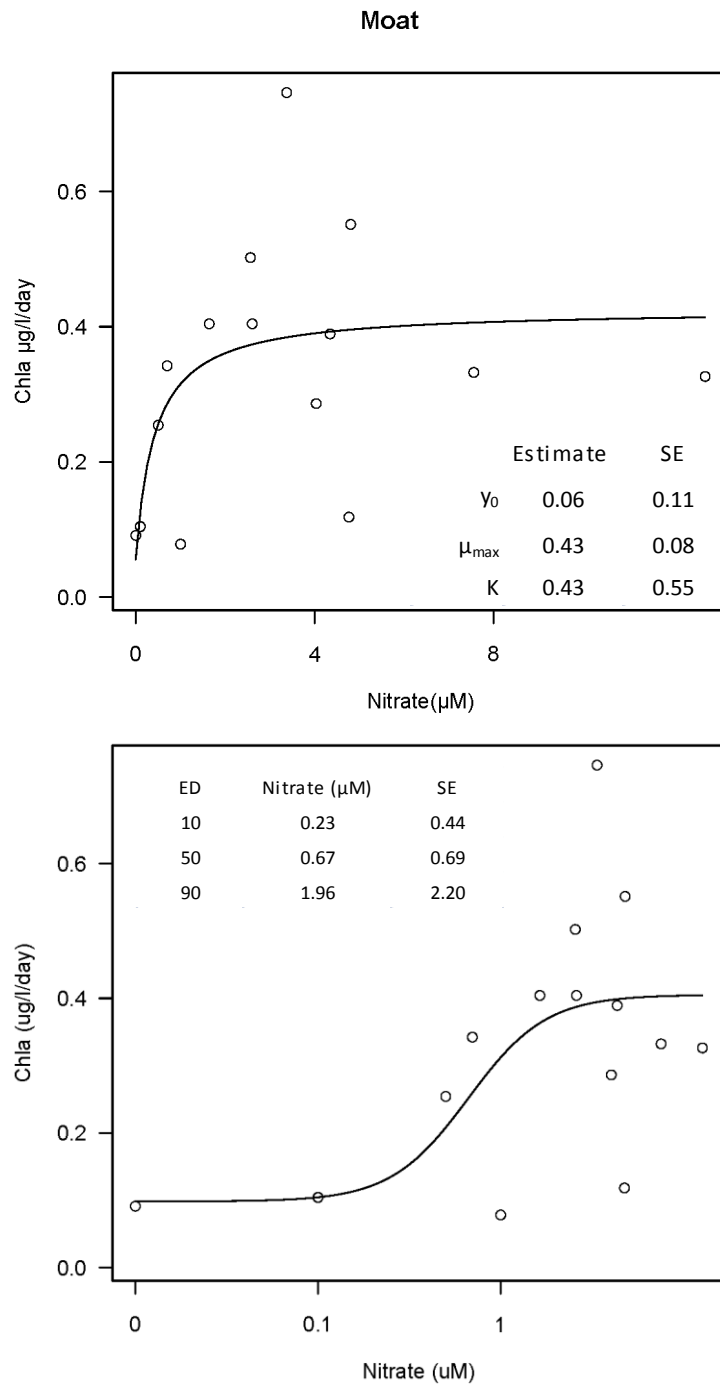 Moat
0.6
0.4
0.2
0.0
Chla µg/l/day
Estimate SE
y₀ 0.06 0.11
µmax 0.43 0.08
K 0.43 0.55
0 4 8
Nitrate(µM)
ED Nitrate (µM) SE
10 0.23 0.44
50 0.67 0.69
90 1.96 2.20
0.6
0.4
0.2
0.0
Chla (ug/l/day)
0 0.1 1
Nitrate (uM)